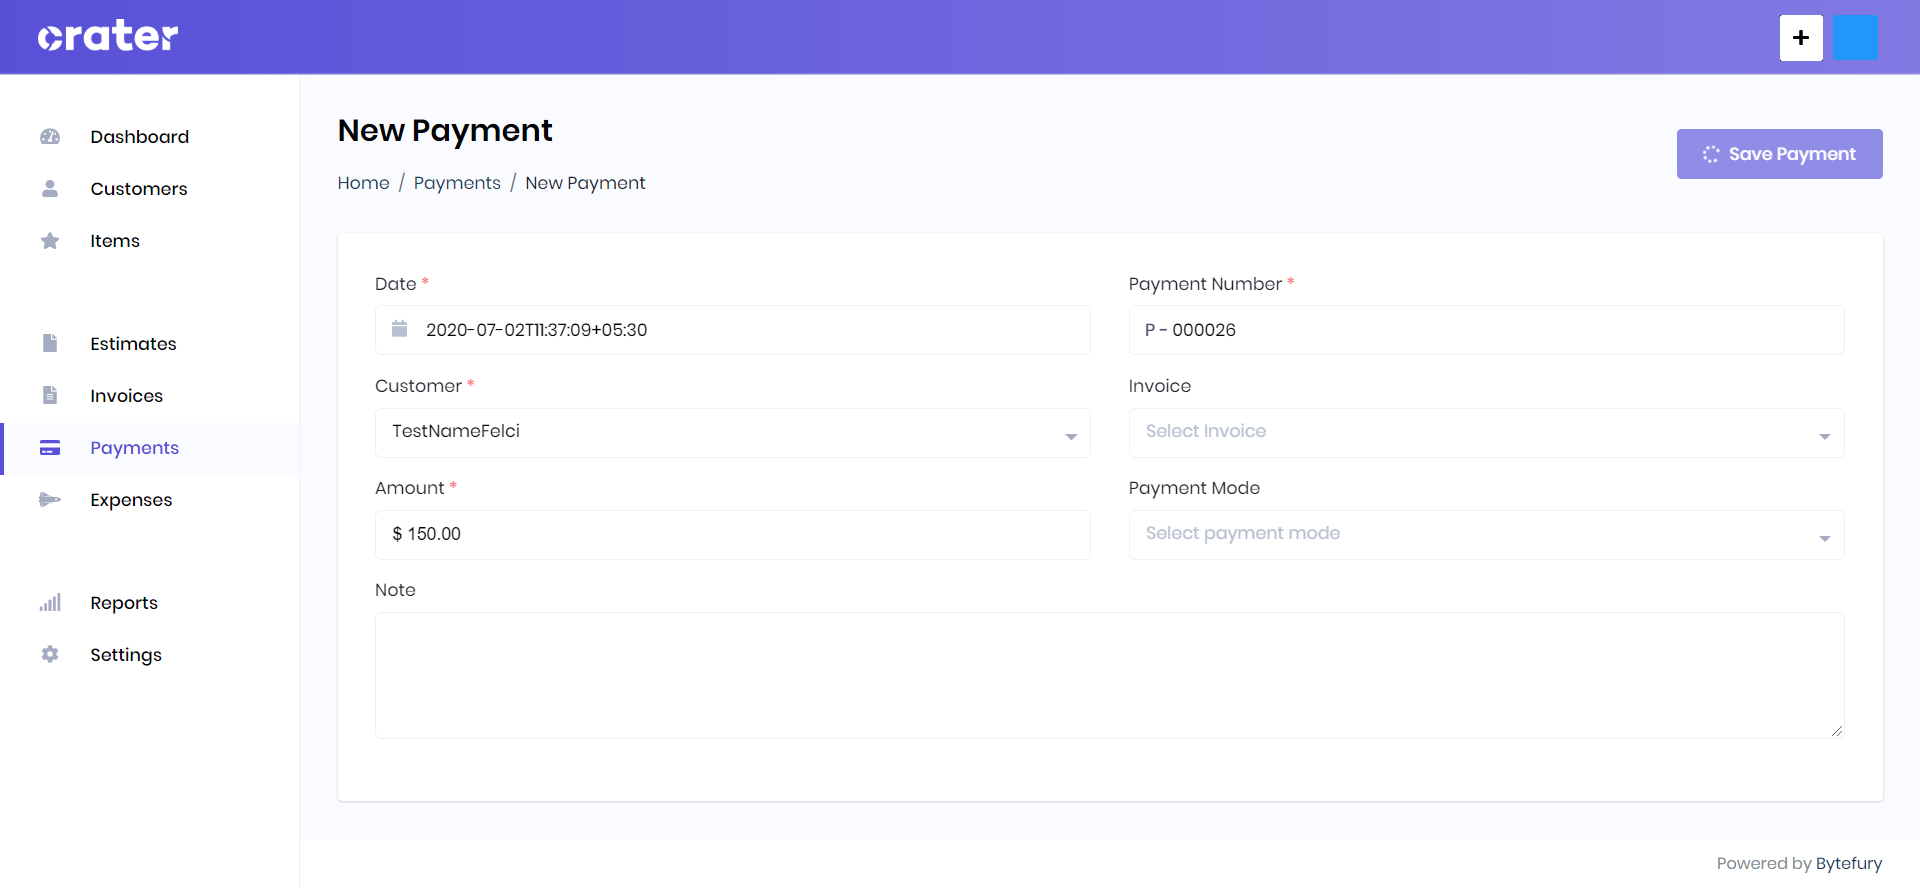 crater
+
Dashboard
Customers
Items
Estimates
Invoices
Payments
Expenses
Reports
Settings
New Payment
Home / Payments / New Payment
Save Payment
Date *
2020-07-02T11:37:09+05:30
Payment Number *
P - 000026
Customer *
TestNameFelci
Invoice
Select Invoice
Amount *
$ 150.00
Payment Mode
Select payment mode
Note
Powered by Bytefury